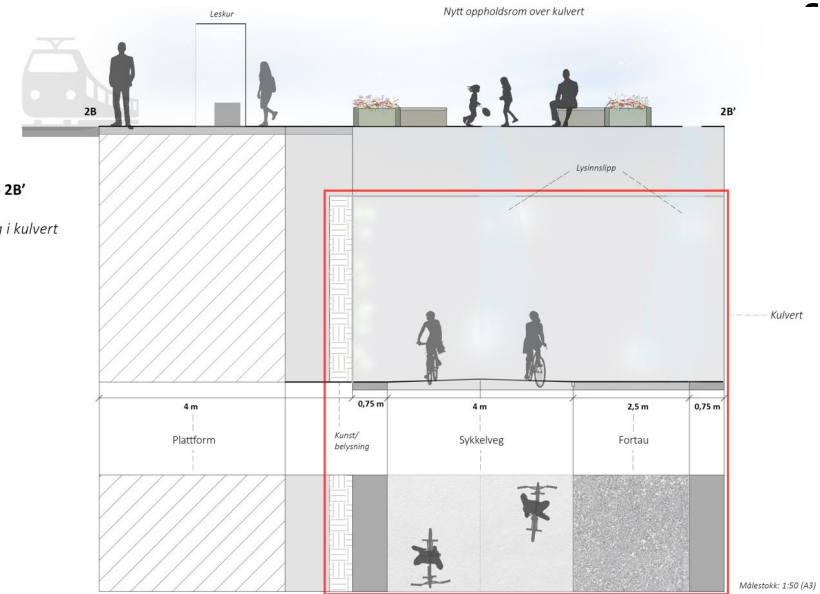 Nytt oppholdsrom over kulvert
Leskur
2B
2B'
2B'
i kulvert
Lysinnslipp
Kulvert
4 m
0,75 m
4 m
2,5 m
0,75 m
Plattform
Kunst/
belysning
Sykkelveg
Fortau
Målestokk: 1:50 (A3)